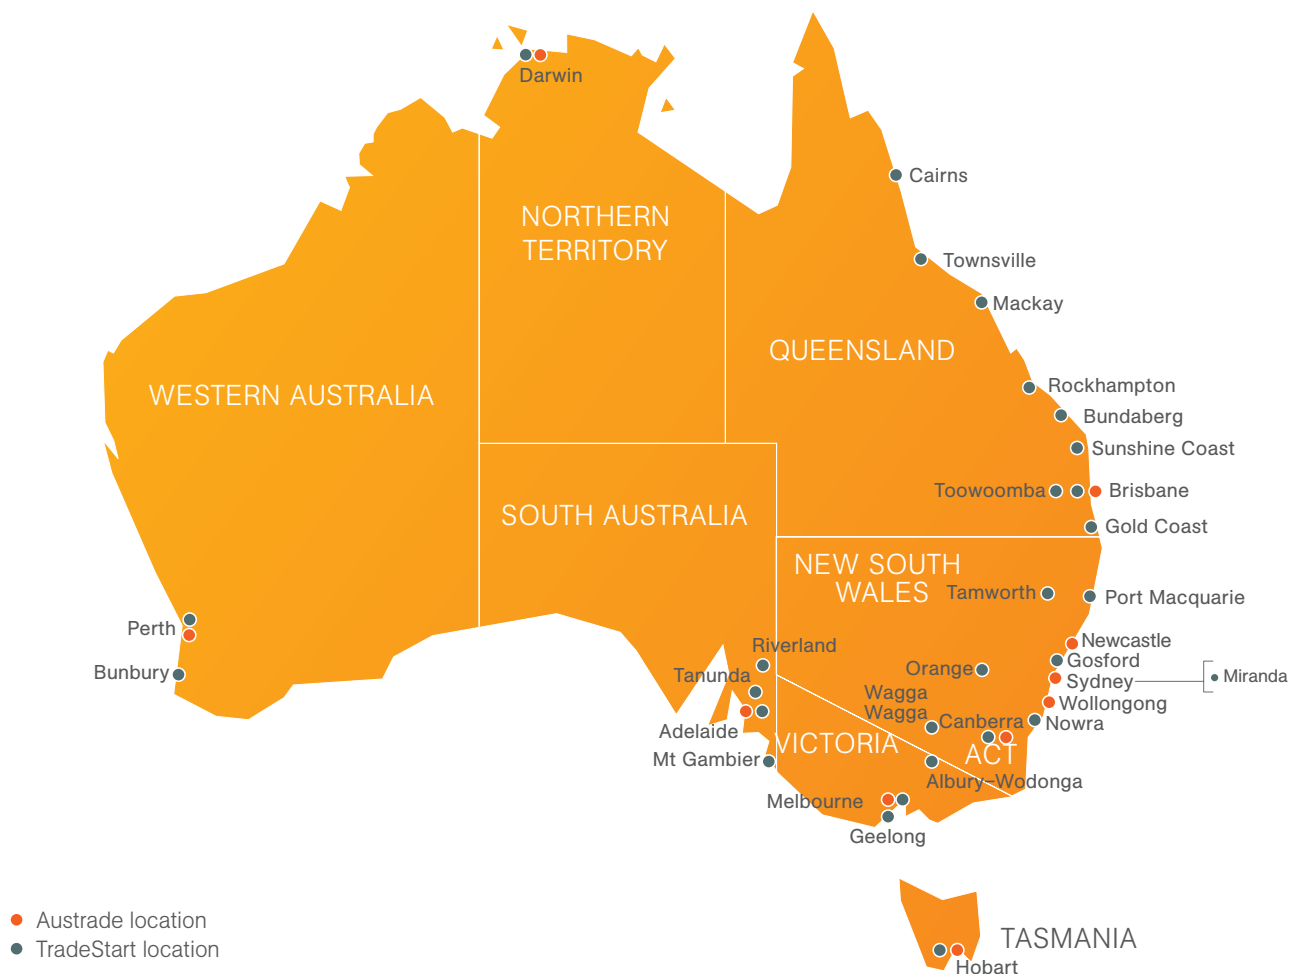 Darwin
Cairns
NORTHERN
TERRITORY
Townsville
Mackay
QUEENSLAND
WESTERN AUSTRALIA
Rockhampton
Bundaberg
Sunshine Coast
Toowoomba
Brisbane
SOUTH AUSTRALIA
Gold Coast
NEW SOUTH
WALES
Tamworth
Port Macquarie
Perth
Newcastle
Riverland
Gosford
Bunbury
Tanunda
Orange
Sydney
Miranda
Wagga
Wagga
Wollongong
Canberra
Nowra
Adelaide
VICTORIA
ACT
Mt Gambier
Albury–Wodonga
Melbourne
Geelong
Austrade location
TradeStart location
TASMANIA
Hobart